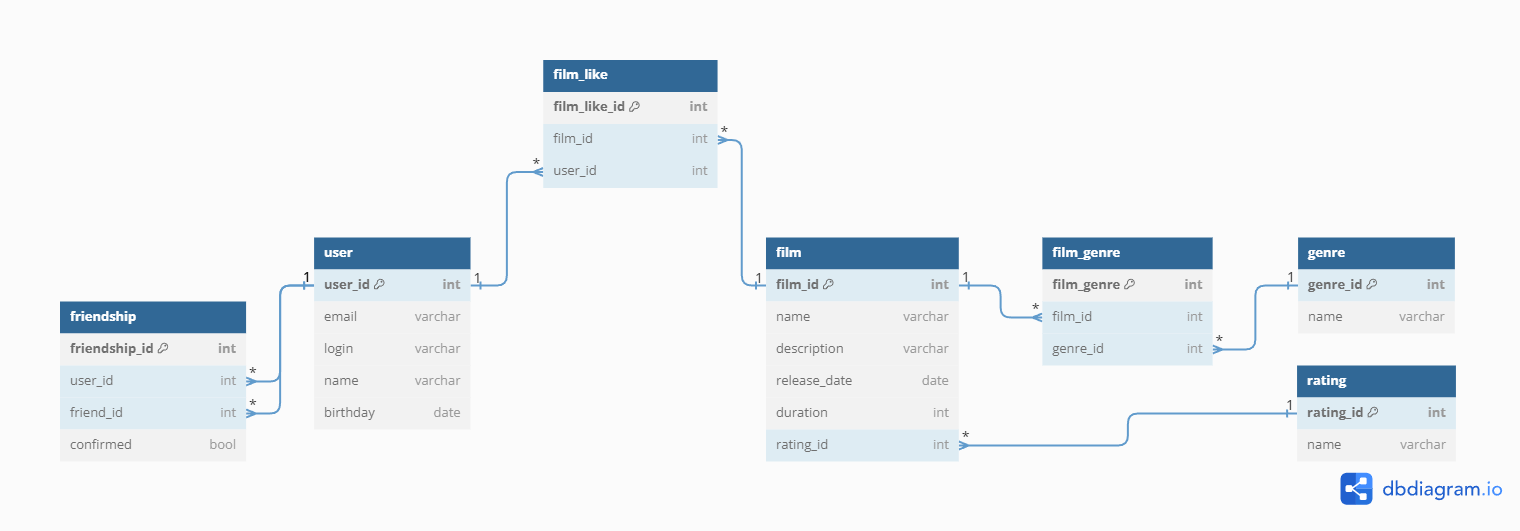 film_like
film_like_id int
* film_id int
* user_id int
user
1 user_id int 1
email varchar
login varchar
name varchar
birthday date
friendship
friendship_id int
user_id int *
friend_id int *
confirmed bool
film
1 film_id int 1
name varchar
description varchar
release_date date
duration int
rating_id int *
film_genre
film_genre int
* film_id int
genre_id int *
genre
1 genre_id int
name varchar
rating
1 rating_id int
name varchar
dbdiagram.io